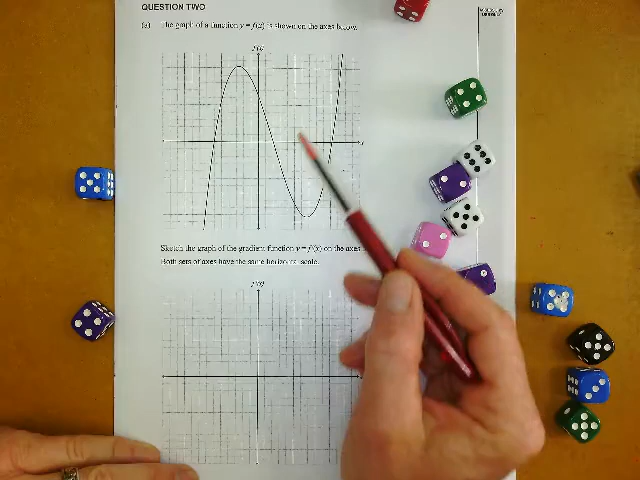 QUESTION TWO
(a) The graph of a function y = f(x) is shown on the axes below.
f(x)
Sketch the graph of the gradient function y = f'(x) on the axes
Both sets of axes have the same horizontal scale.
f'(x)